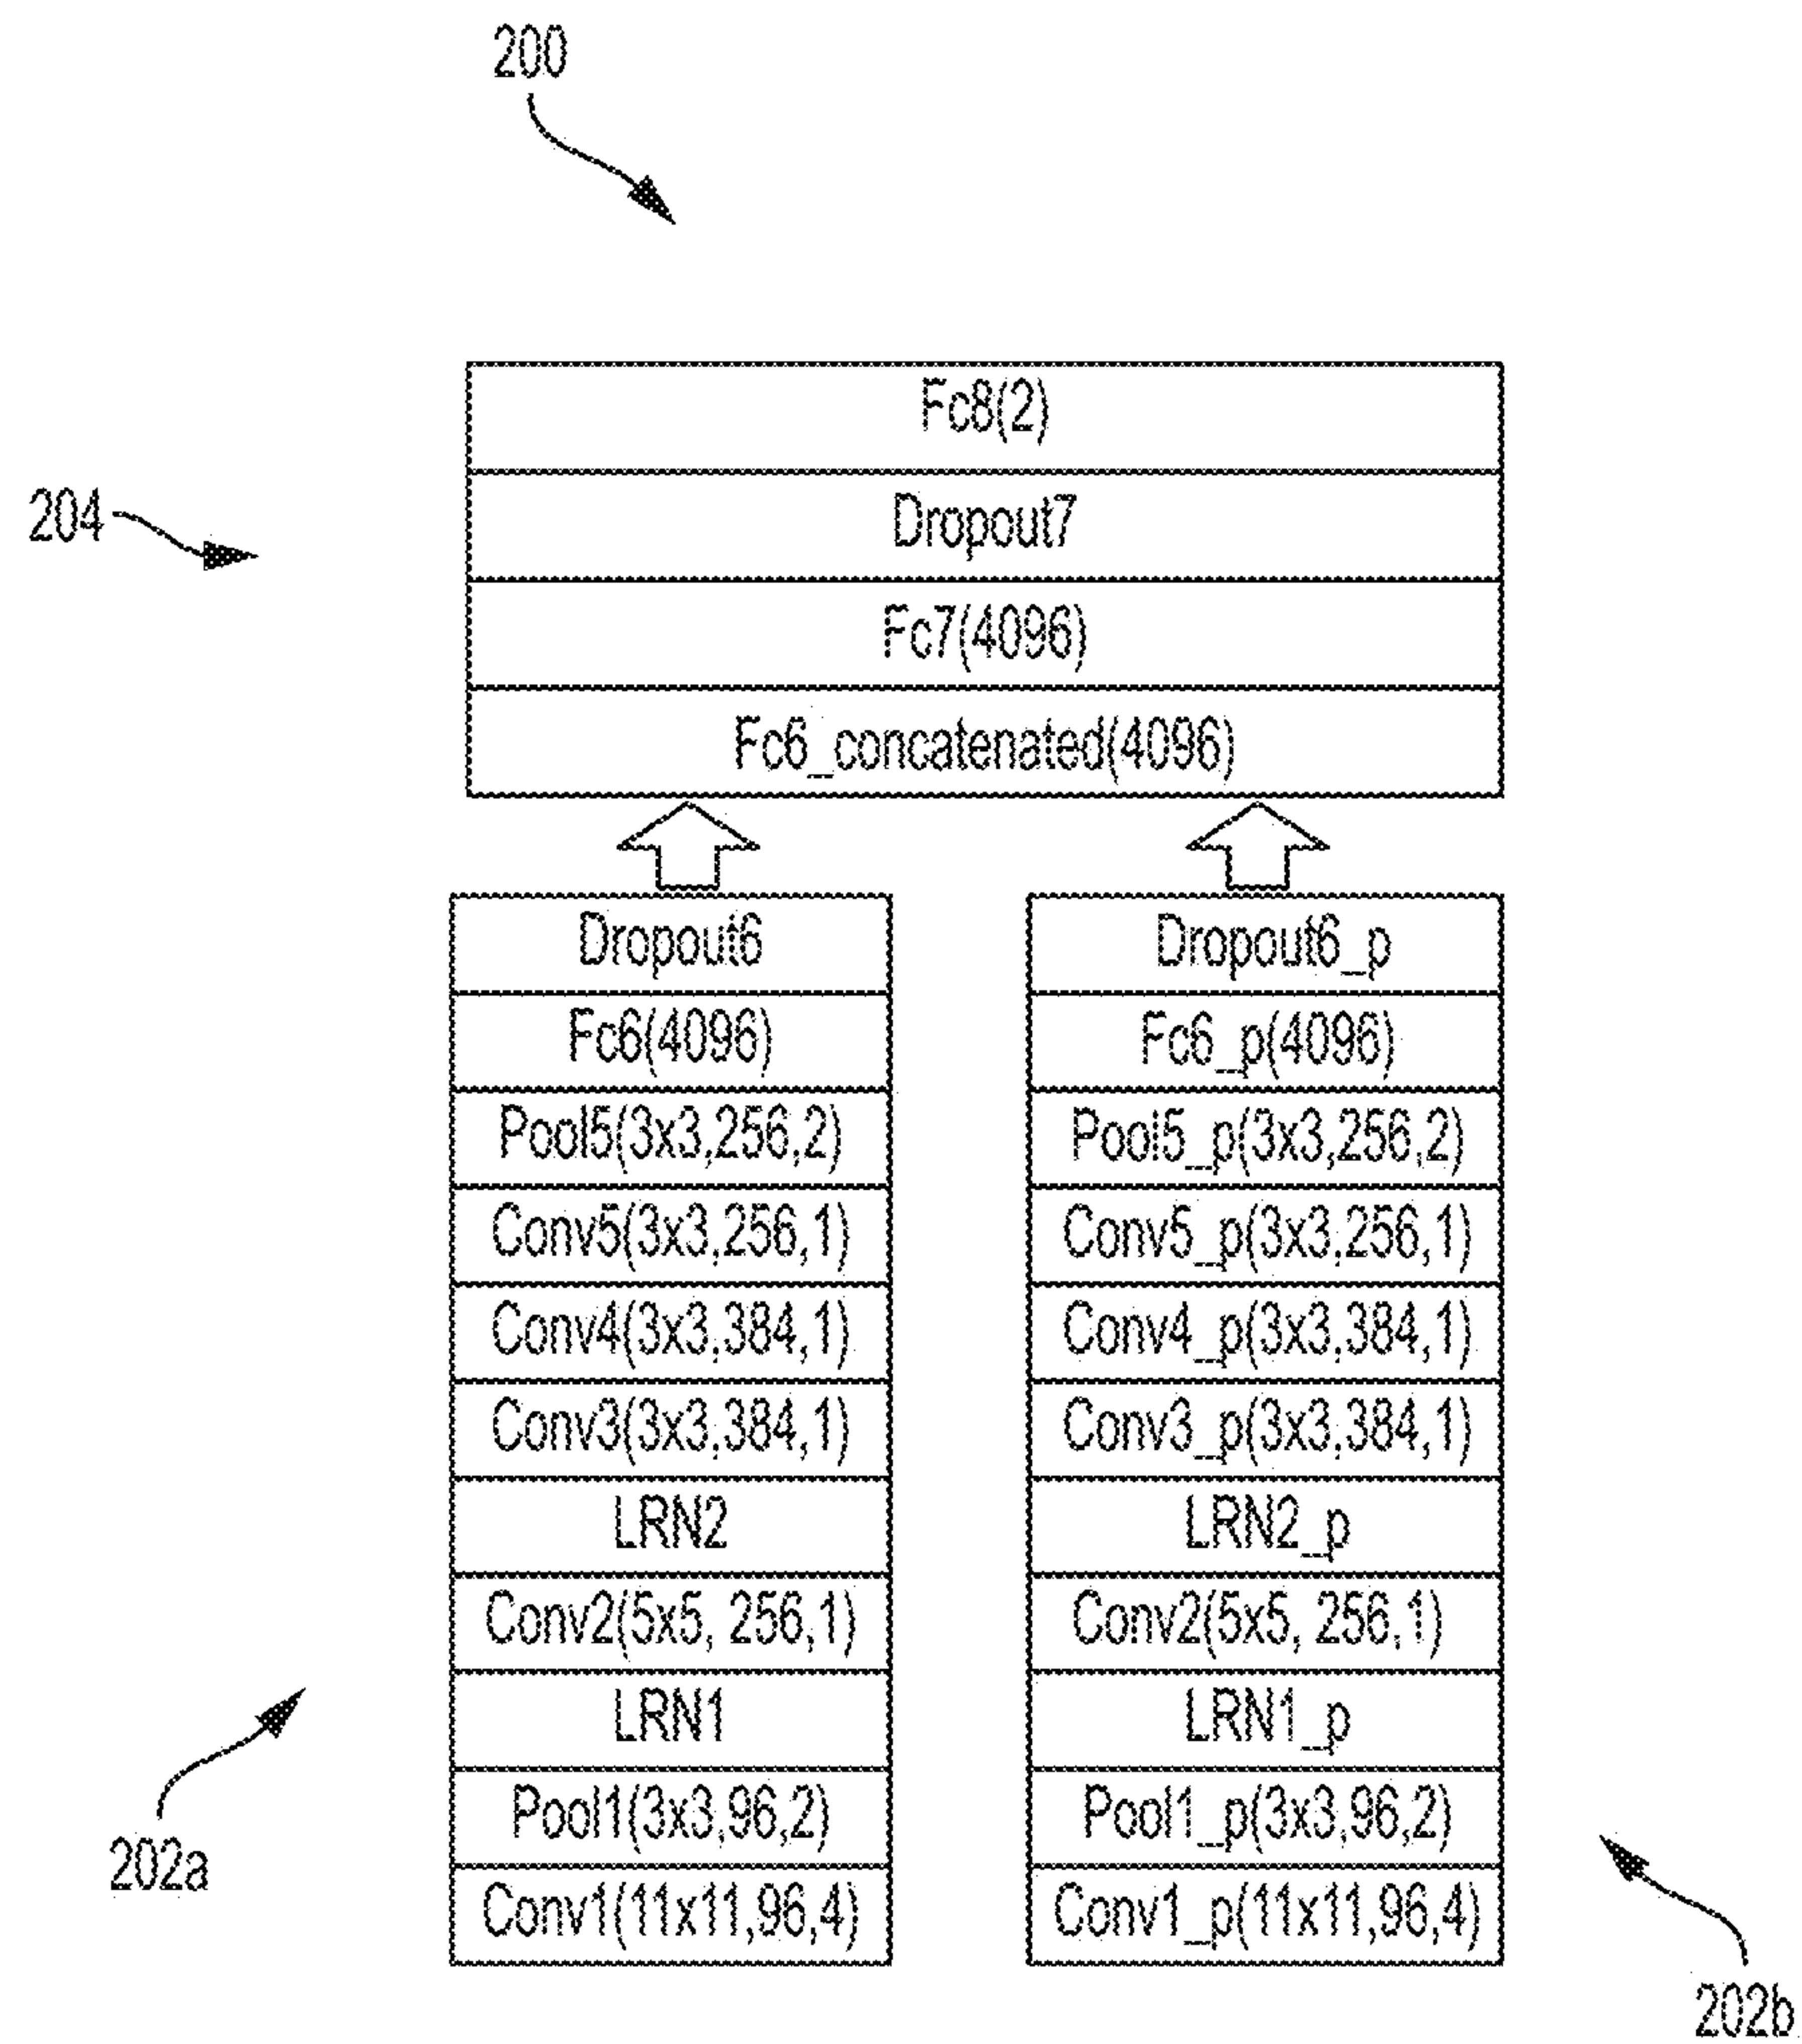 200
204
Fc8(2)
Dropout7
Fc7(4096)
Fc6_concatenated(4096)
Dropout6
Fc6(4096)
Pool5(3x3,256,2)
Conv5(3x3,256,1)
Conv4(3x3,384,1)
Conv3(3x3,384,1)
LRN2
Conv2(5x5, 256,1)
LRN1
Pool1(3x3,96,2)
Conv1(11x11,96,4)
202a
Dropout6_p
Fc6_p(4096)
Pool5_p(3x3,256,2)
Conv5_p(3x3,256,1)
Conv4_p(3x3,384,1)
Conv3_p(3x3,384,1)
LRN2_p
Conv2(5x5, 256,1)
LRN1_p
Pool1_p(3x3,96,2)
Conv1_p(11x11,96,4)
202b